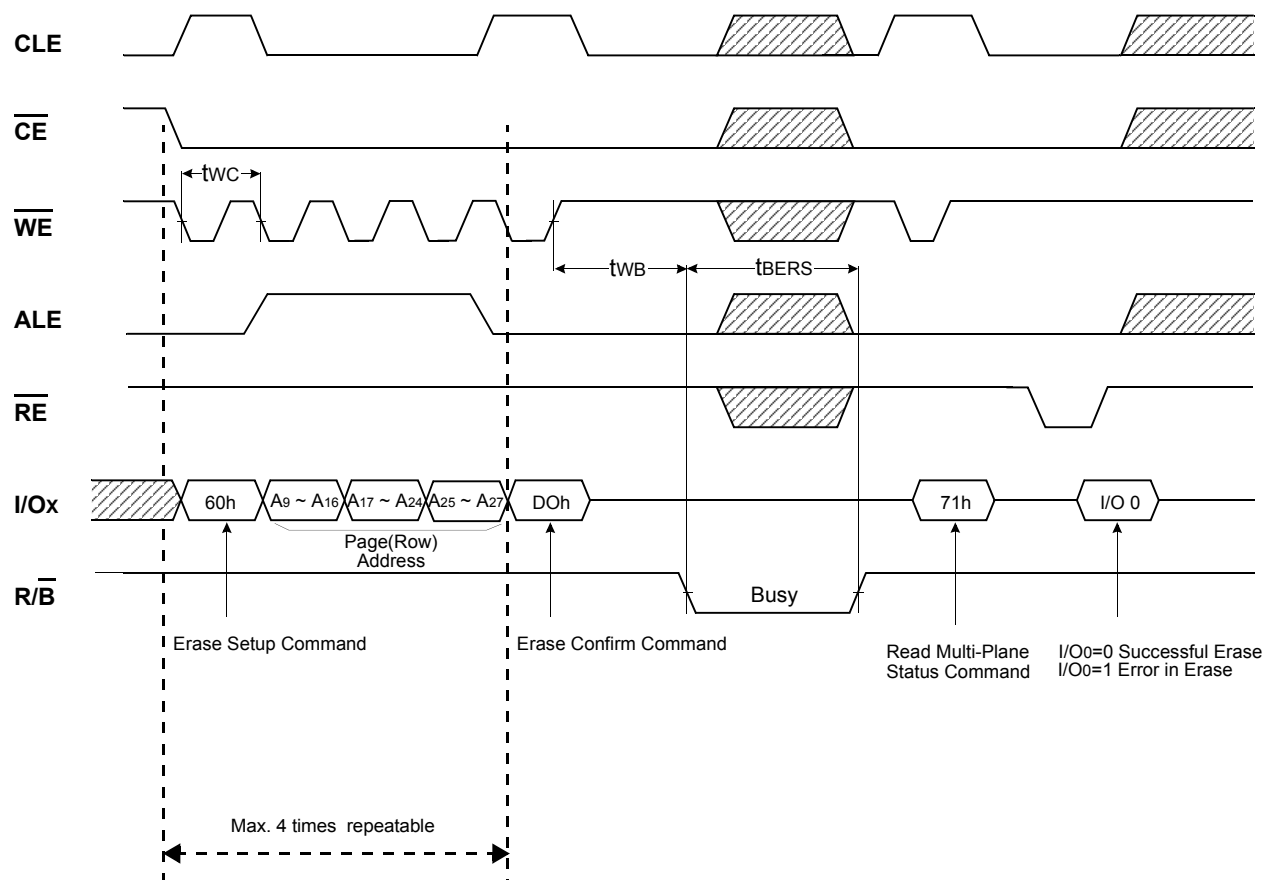 CLE
CE
WE
tWC
tWB
tBERS
ALE
RE
I/Ox
60h
A9 ~ A16
A17 ~ A24
A25 ~ A27
DOh
71h
I/O 0
Page(Row)
Address
R/B
Busy
Erase Setup Command
Erase Confirm Command
Read Multi-Plane
Status Command
I/O0=0 Successful Erase
I/O0=1 Error in Erase
Max. 4 times repeatable